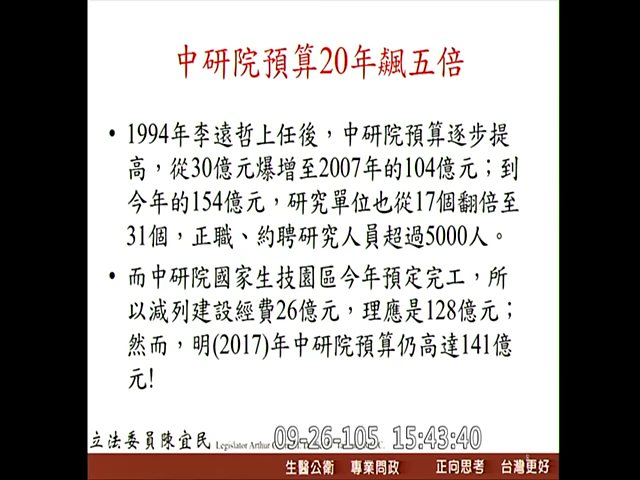 中研院預算20年飆五倍
• 1994年李遠哲上任後，中研院預算逐步提
高，從30億元爆增至2007年的104億元；到
今年的154億元，研究單位也從17個翻倍至
31個，正職、約聘研究人員超過5000人。
• 而中研院國家生技園區今年預定完工，所
以減列建設經費26億元，理應是128億元；
然而，明(2017)年中研院預算仍高達141億
元!
立法委員陳宜民 Legislator Arthur
09-26-105 15:43:40
生醫公衛 專業問政 正向思考 台灣更好